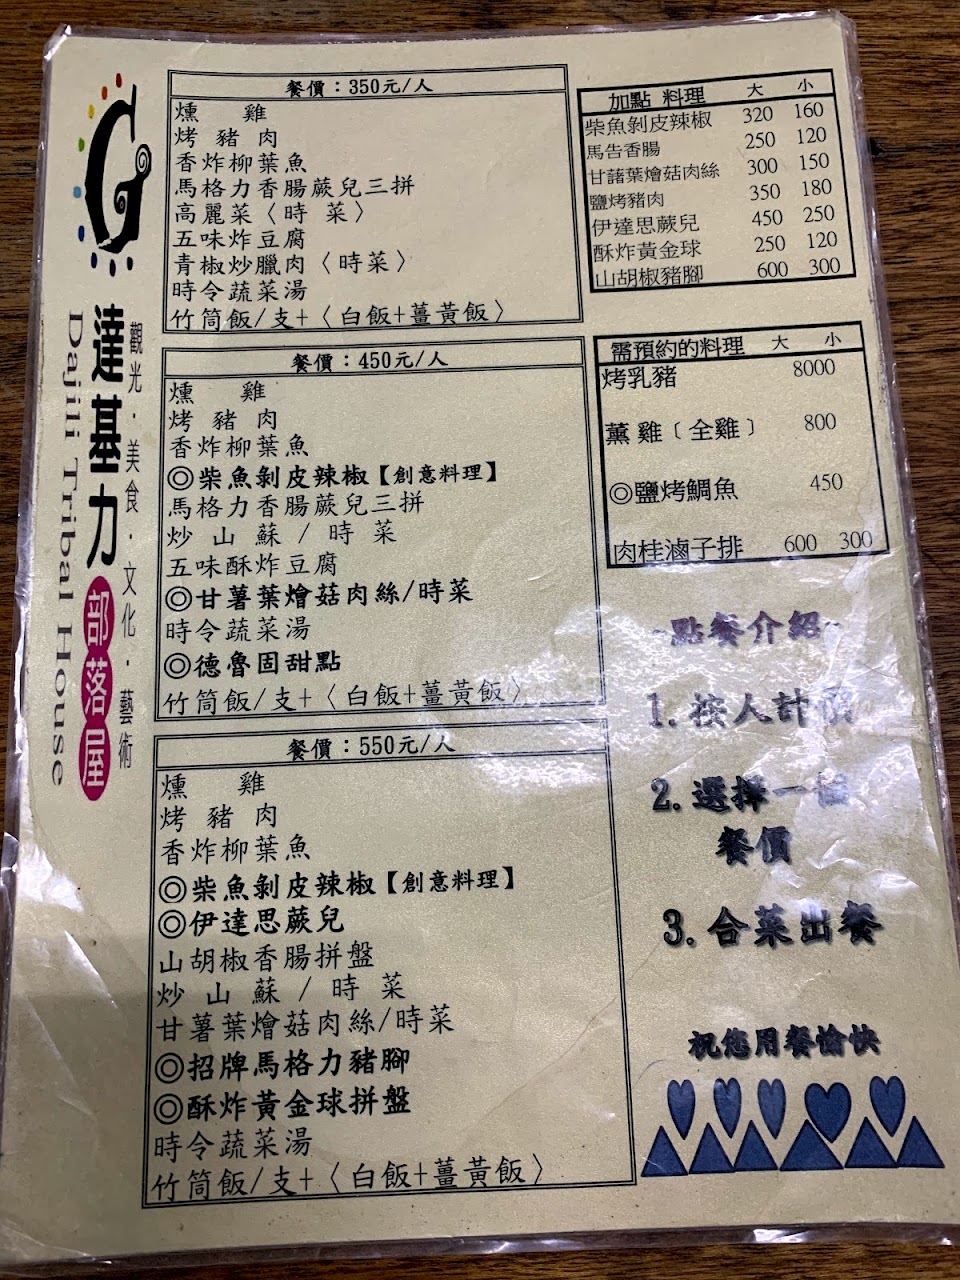 G
達基力部落屋
觀光．美食．文化．藝術
Dajili Tribal House
餐價：350元/人
燻 雞
烤 豬 肉
香炸柳葉魚
馬格力香腸蕨兒三拼
高麗菜〈時 菜〉
五味炸豆腐
青椒炒臘肉〈時菜〉
時令蔬菜湯
竹筒飯/支+〈白飯+薑黃飯〉
餐價：450元/人
燻 雞
烤 豬 肉
香炸柳葉魚
◎柴魚剝皮辣椒【創意料理】
馬格力香腸蕨兒三拼
炒 山 蘇 / 時 菜
五味酥炸豆腐
◎甘薯葉燴菇肉絲/時菜
時令蔬菜湯
◎德魯固甜點
竹筒飯/支+〈白飯+薑黃飯〉
餐價：550元/人
燻 雞
烤 豬 肉
香炸柳葉魚
◎柴魚剝皮辣椒【創意料理】
◎伊達思蕨兒
山胡椒香腸拼盤
炒 山 蘇 / 時 菜
甘薯葉燴菇肉絲/時菜
◎招牌馬格力豬腳
◎酥炸黃金球拼盤
時令蔬菜湯
竹筒飯/支+〈白飯+薑黃飯〉
加點 料理 大 小
柴魚剝皮辣椒 320 160
馬告香腸 250 120
甘藷葉燴菇肉絲 300 150
鹽烤豬肉 350 180
伊達思蕨兒 450 250
酥炸黃金球 250 120
山胡椒豬腳 600 300
需預約的料理 大 小
烤乳豬 8000
薰 雞﹝全雞﹞ 800
◎鹽烤鯛魚 450
肉桂滷子排 600 300
~點餐介紹~
1. 按人計價
2. 選擇一個
餐價
3. 合菜出餐
祝您用餐愉快